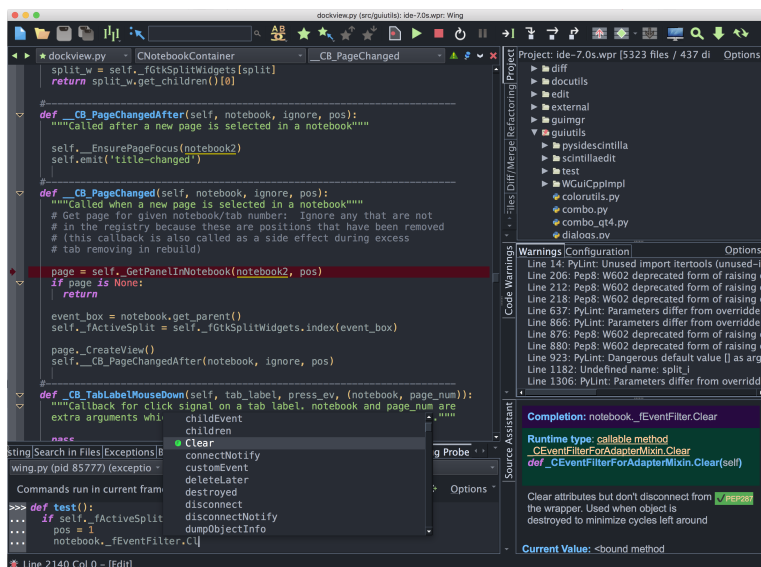 dockview.py (src/guiutils): ide-7.0s.wpr: Wing
dockview.py
CNotebookContainer
__CB_PageChanged
split_w = self._fGtkSplitWidgets[split]
return split_w.get_children()[0]
def __CB_PageChangedAfter(self, notebook, ignore, pos):
"""Called after a new page is selected in a notebook"""
self.__EnsurePageFocus(notebook2)
self.emit('title-changed')
def __CB_PageChanged(self, notebook, ignore, pos):
"""Called when a new page is selected in a notebook"""
# Get page for given notebook/tab number: Ignore any that are not
# in the registry because these are positions that have been removed
# (this callback is also called as a side effect during excess
# tab removing in rebuild)
page = self._GetPanelInNotebook(notebook2, pos)
if page is None:
return
event_box = notebook.get_parent()
self._fActiveSplit = self._fGtkSplitWidgets.index(event_box)
page._CreateView()
self.__CB_PageChangedAfter(notebook, ignore, pos)
def _CB_TabLabelMouseDown(self, tab_label, press_ev, (notebook, page_num)):
"""Callback for click signal on a tab label. notebook and page_num are
extra arguments whi
."""
pass
childEvent
children
Clear
connectNotify
customEvent
deleteLater
destroyed
disconnect
disconnectNotify
dumpObjectInfo
sting Search in Files Exceptions B
g Probe
wing.py (pid 85777) (exceptio
Commands run in current fram
Options
>>> def test():
... if self._fActiveSplit
... pos = 1
... notebook._fEventFilter.Cl
Line 2140 Col 0 – [Edit]
Project
Refactoring
Diff/Merge
Files
Project: ide-7.0s.wpr [5323 files / 437 di
Options
diff
docutils
edit
external
guimgr
guiutils
pysidescintilla
scintillaedit
test
WGuiCppImpl
colorutils.py
combo.py
combo_qt4.py
dialogs.py
Code Warnings
Warnings
Configuration
Options
Line 14: PyLint: Unused import itertools (unused-i
Line 206: Pep8: W602 deprecated form of raising
Line 212: Pep8: W602 deprecated form of raising
Line 218: Pep8: W602 deprecated form of raising
Line 637: PyLint: Parameters differ from overridde
Line 866: PyLint: Parameters differ from overridde
Line 876: Pep8: W602 deprecated form of raising
Line 880: Pep8: W602 deprecated form of raising
Line 923: PyLint: Dangerous default value [] as arg
Line 1182: Undefined name: split_i
Line 1306: PyLint: Parameters differ from overridd
Source Assistant
Completion: notebook._fEventFilter.Clear
Runtime type: callable method
_CEventFilterForAdapterMixin.Clear
def _CEventFilterForAdapterMixin.Clear(self)
Clear attributes but don't disconnect from
the wrapper. Used when object is
destroyed to minimize cycles left around
PEP287
Current Value: <bound method